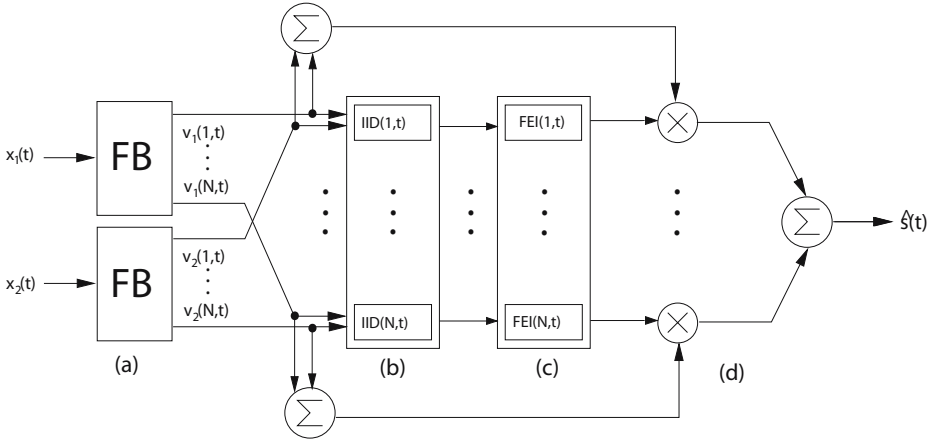 Σ
x₁(t)
FB
v₁(1,t)
v₁(N,t)
x₂(t)
FB
v₂(1,t)
v₂(N,t)
(a)
IID(1,t)
IID(N,t)
(b)
FEI(1,t)
FEI(N,t)
(c)
×
×
(d)
Σ
ŝ(t)
Σ